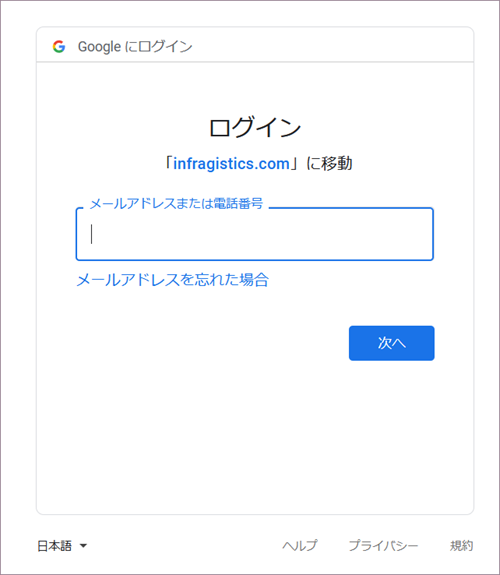 Google にログイン
ログイン
「infragistics.com」に移動
メールアドレスまたは電話番号
メールアドレスを忘れた場合
次へ
日本語 ヘルプ プライバシー 規約